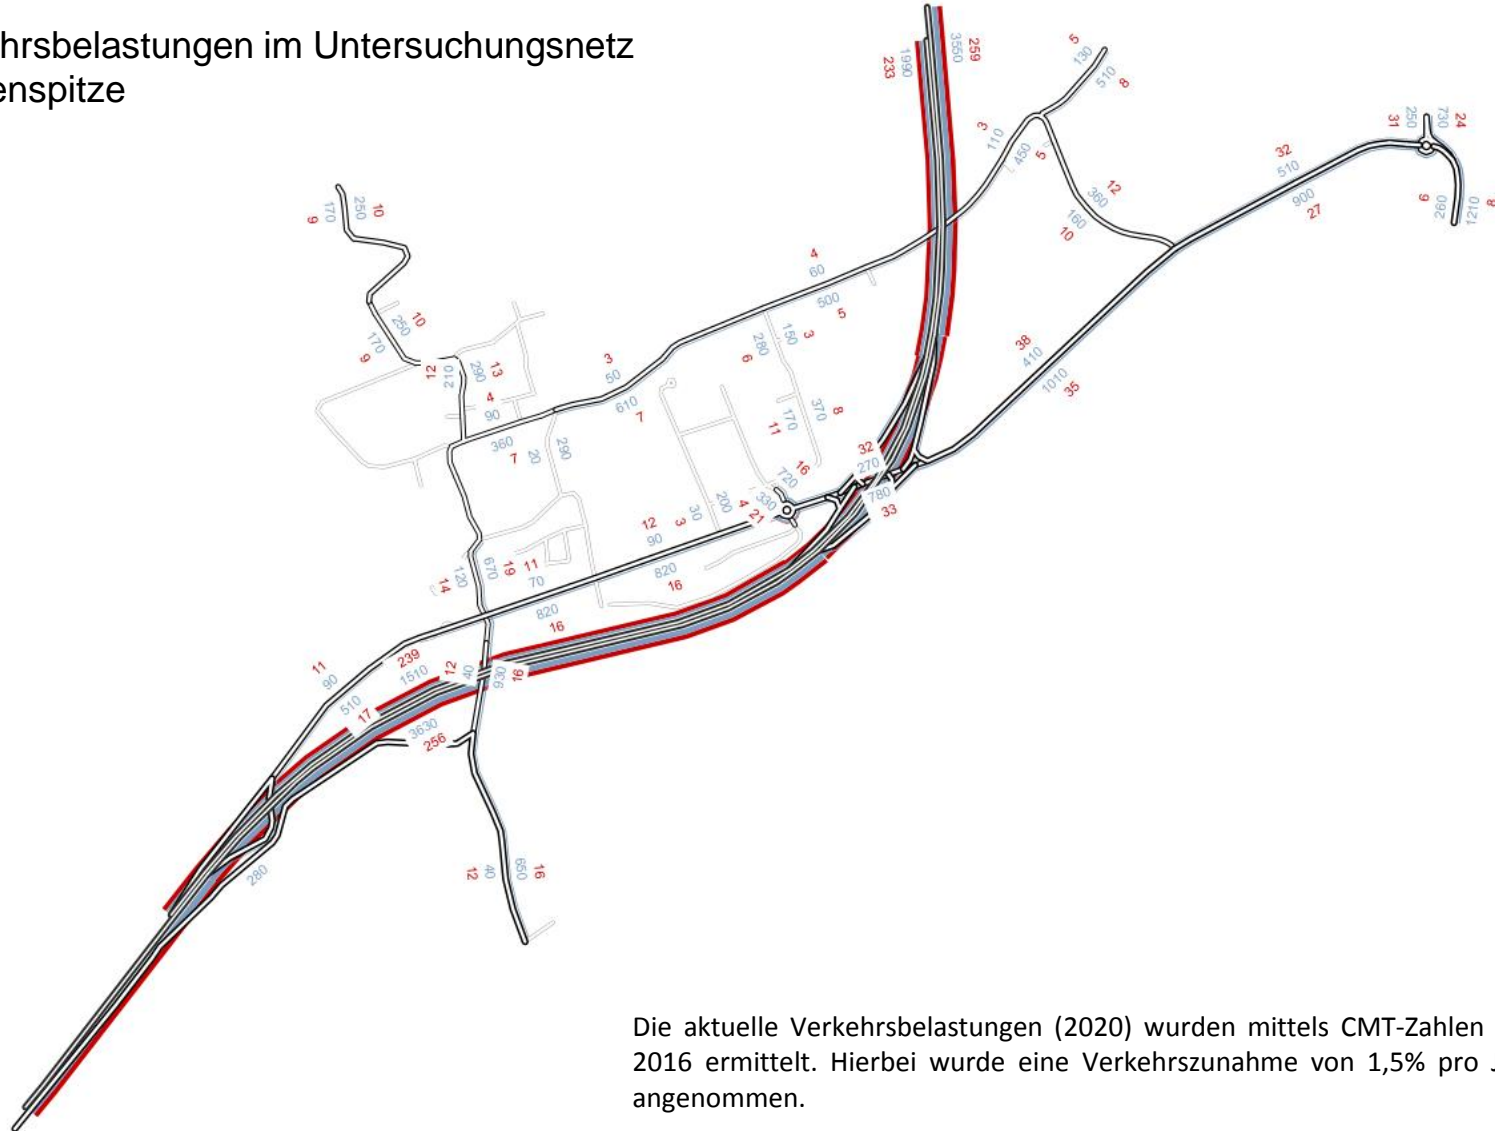 hrsbelastungen im Untersuchungsnetz
enspitze
233 1990 3550 259
5 130 510 8
3 110 450 5
31 250 730 24
32 510 900 27
6 260 1210 8
12 360 160 10
9 170 250 10
4 60 500 5
10 250 170 9
38 410 1010 35
12 210 290 13
4 90 360 7
3 50 610 7
6 280 150 3
11 170 370 8
20 290
32 270 780 33
16 720 330 21
3 30 200 4
12 90 820 16
14 120 670 19
11 70 820 16
11 90 510 17
239 1510 3630 256
12 40 930 16
12 40 650 16
280
Die aktuelle Verkehrsbelastungen (2020) wurden mittels CMT-Zahlen
2016 ermittelt. Hierbei wurde eine Verkehrszunahme von 1,5% pro
angenommen.